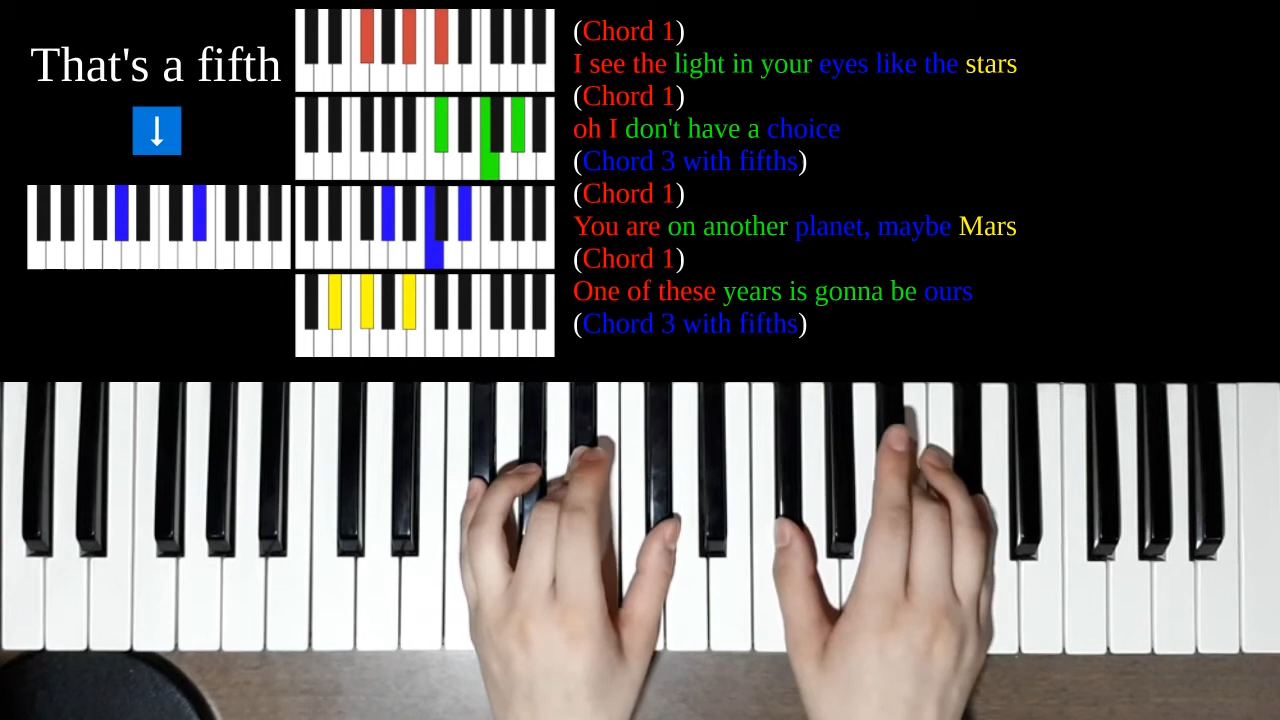 That's a fifth
↓
(Chord 1)
I see the light in your eyes like the stars
(Chord 1)
oh I don't have a choice
(Chord 3 with fifths)
(Chord 1)
You are on another planet, maybe Mars
(Chord 1)
One of these years is gonna be ours
(Chord 3 with fifths)